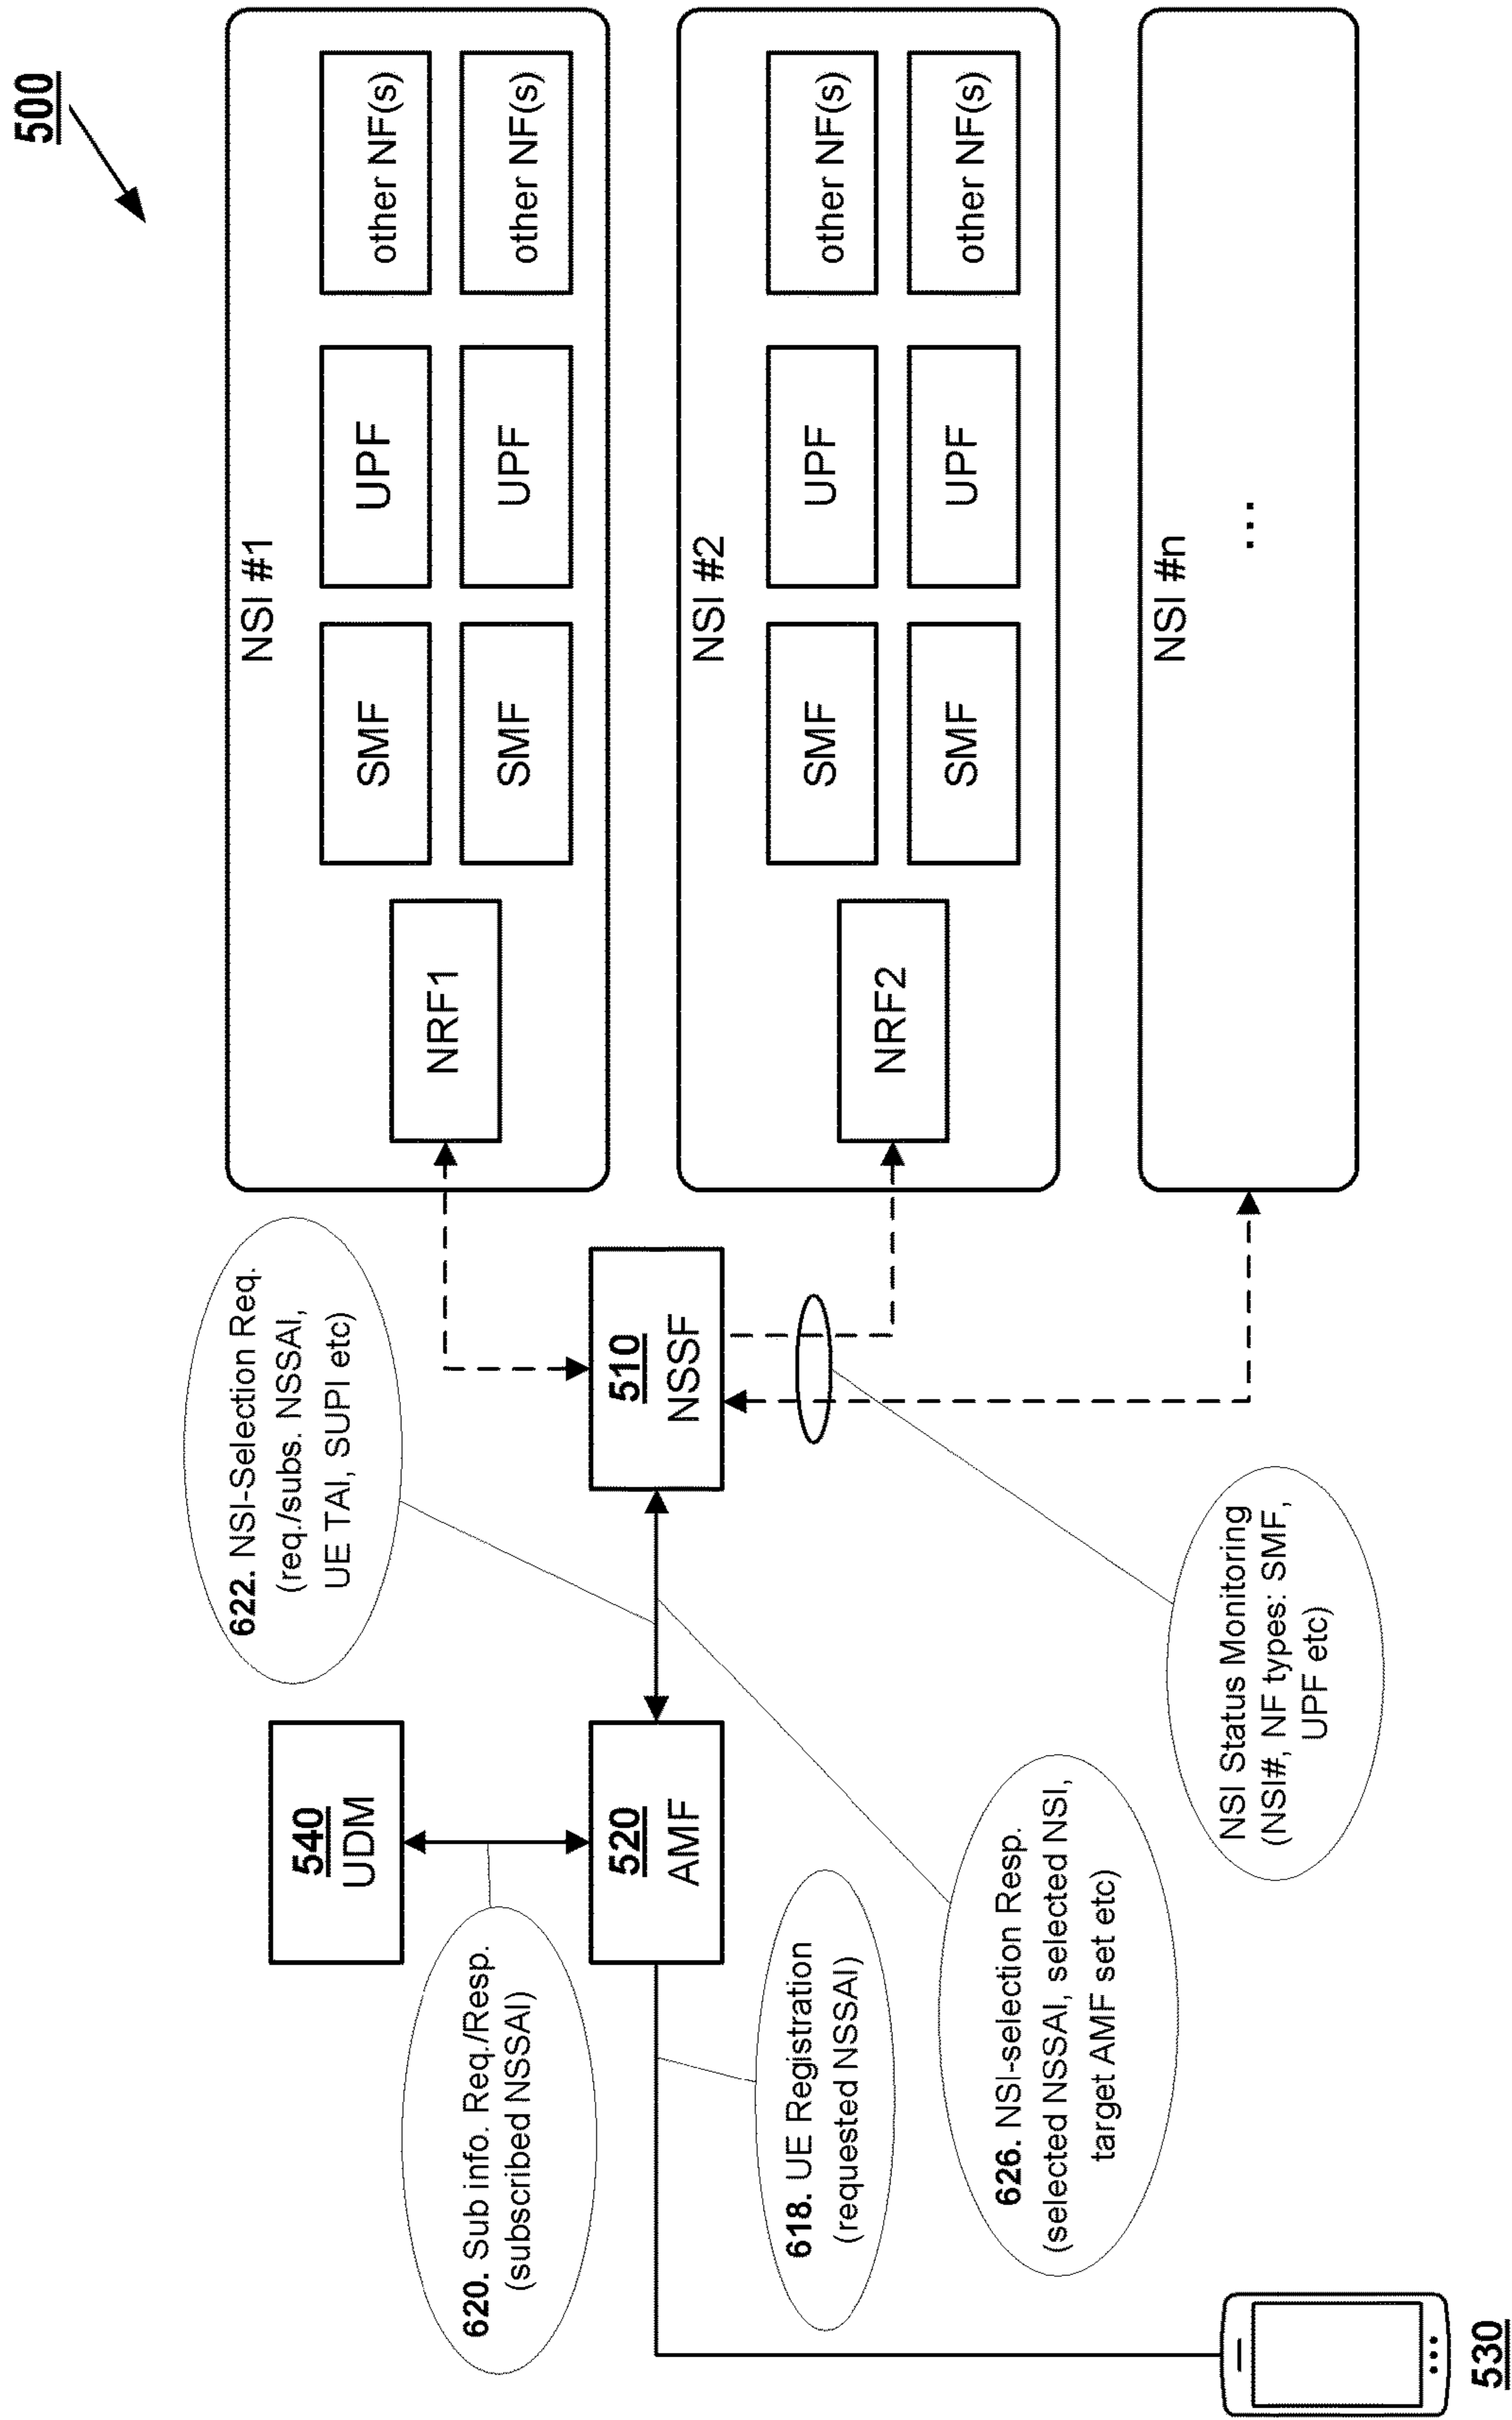 500
NSI #1
NRF1
SMF
UPF
other NF(s)
SMF
UPF
other NF(s)
622. NSI-Selection Req.
(req./subs. NSSAI,
UE TAI, SUPI etc)
540
UDM
620. Sub info. Req./Resp.
(subscribed NSSAI)
520
AMF
510
NSSF
NSI #2
NRF2
SMF
UPF
other NF(s)
SMF
UPF
other NF(s)
618. UE Registration
(requested NSSAI)
626. NSI-selection Resp.
(selected NSSAI, selected NSI,
target AMF set etc)
NSI Status Monitoring
(NSI#, NF types: SMF,
UPF etc)
NSI #n
...
530